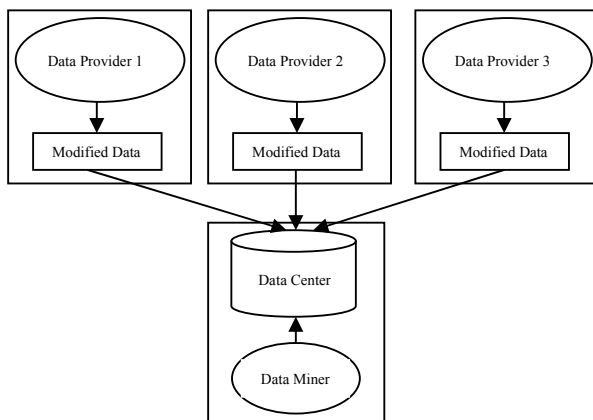 Data Provider 1
Data Provider 2
Data Provider 3
Modified Data
Modified Data
Modified Data
Data Center
Data Miner